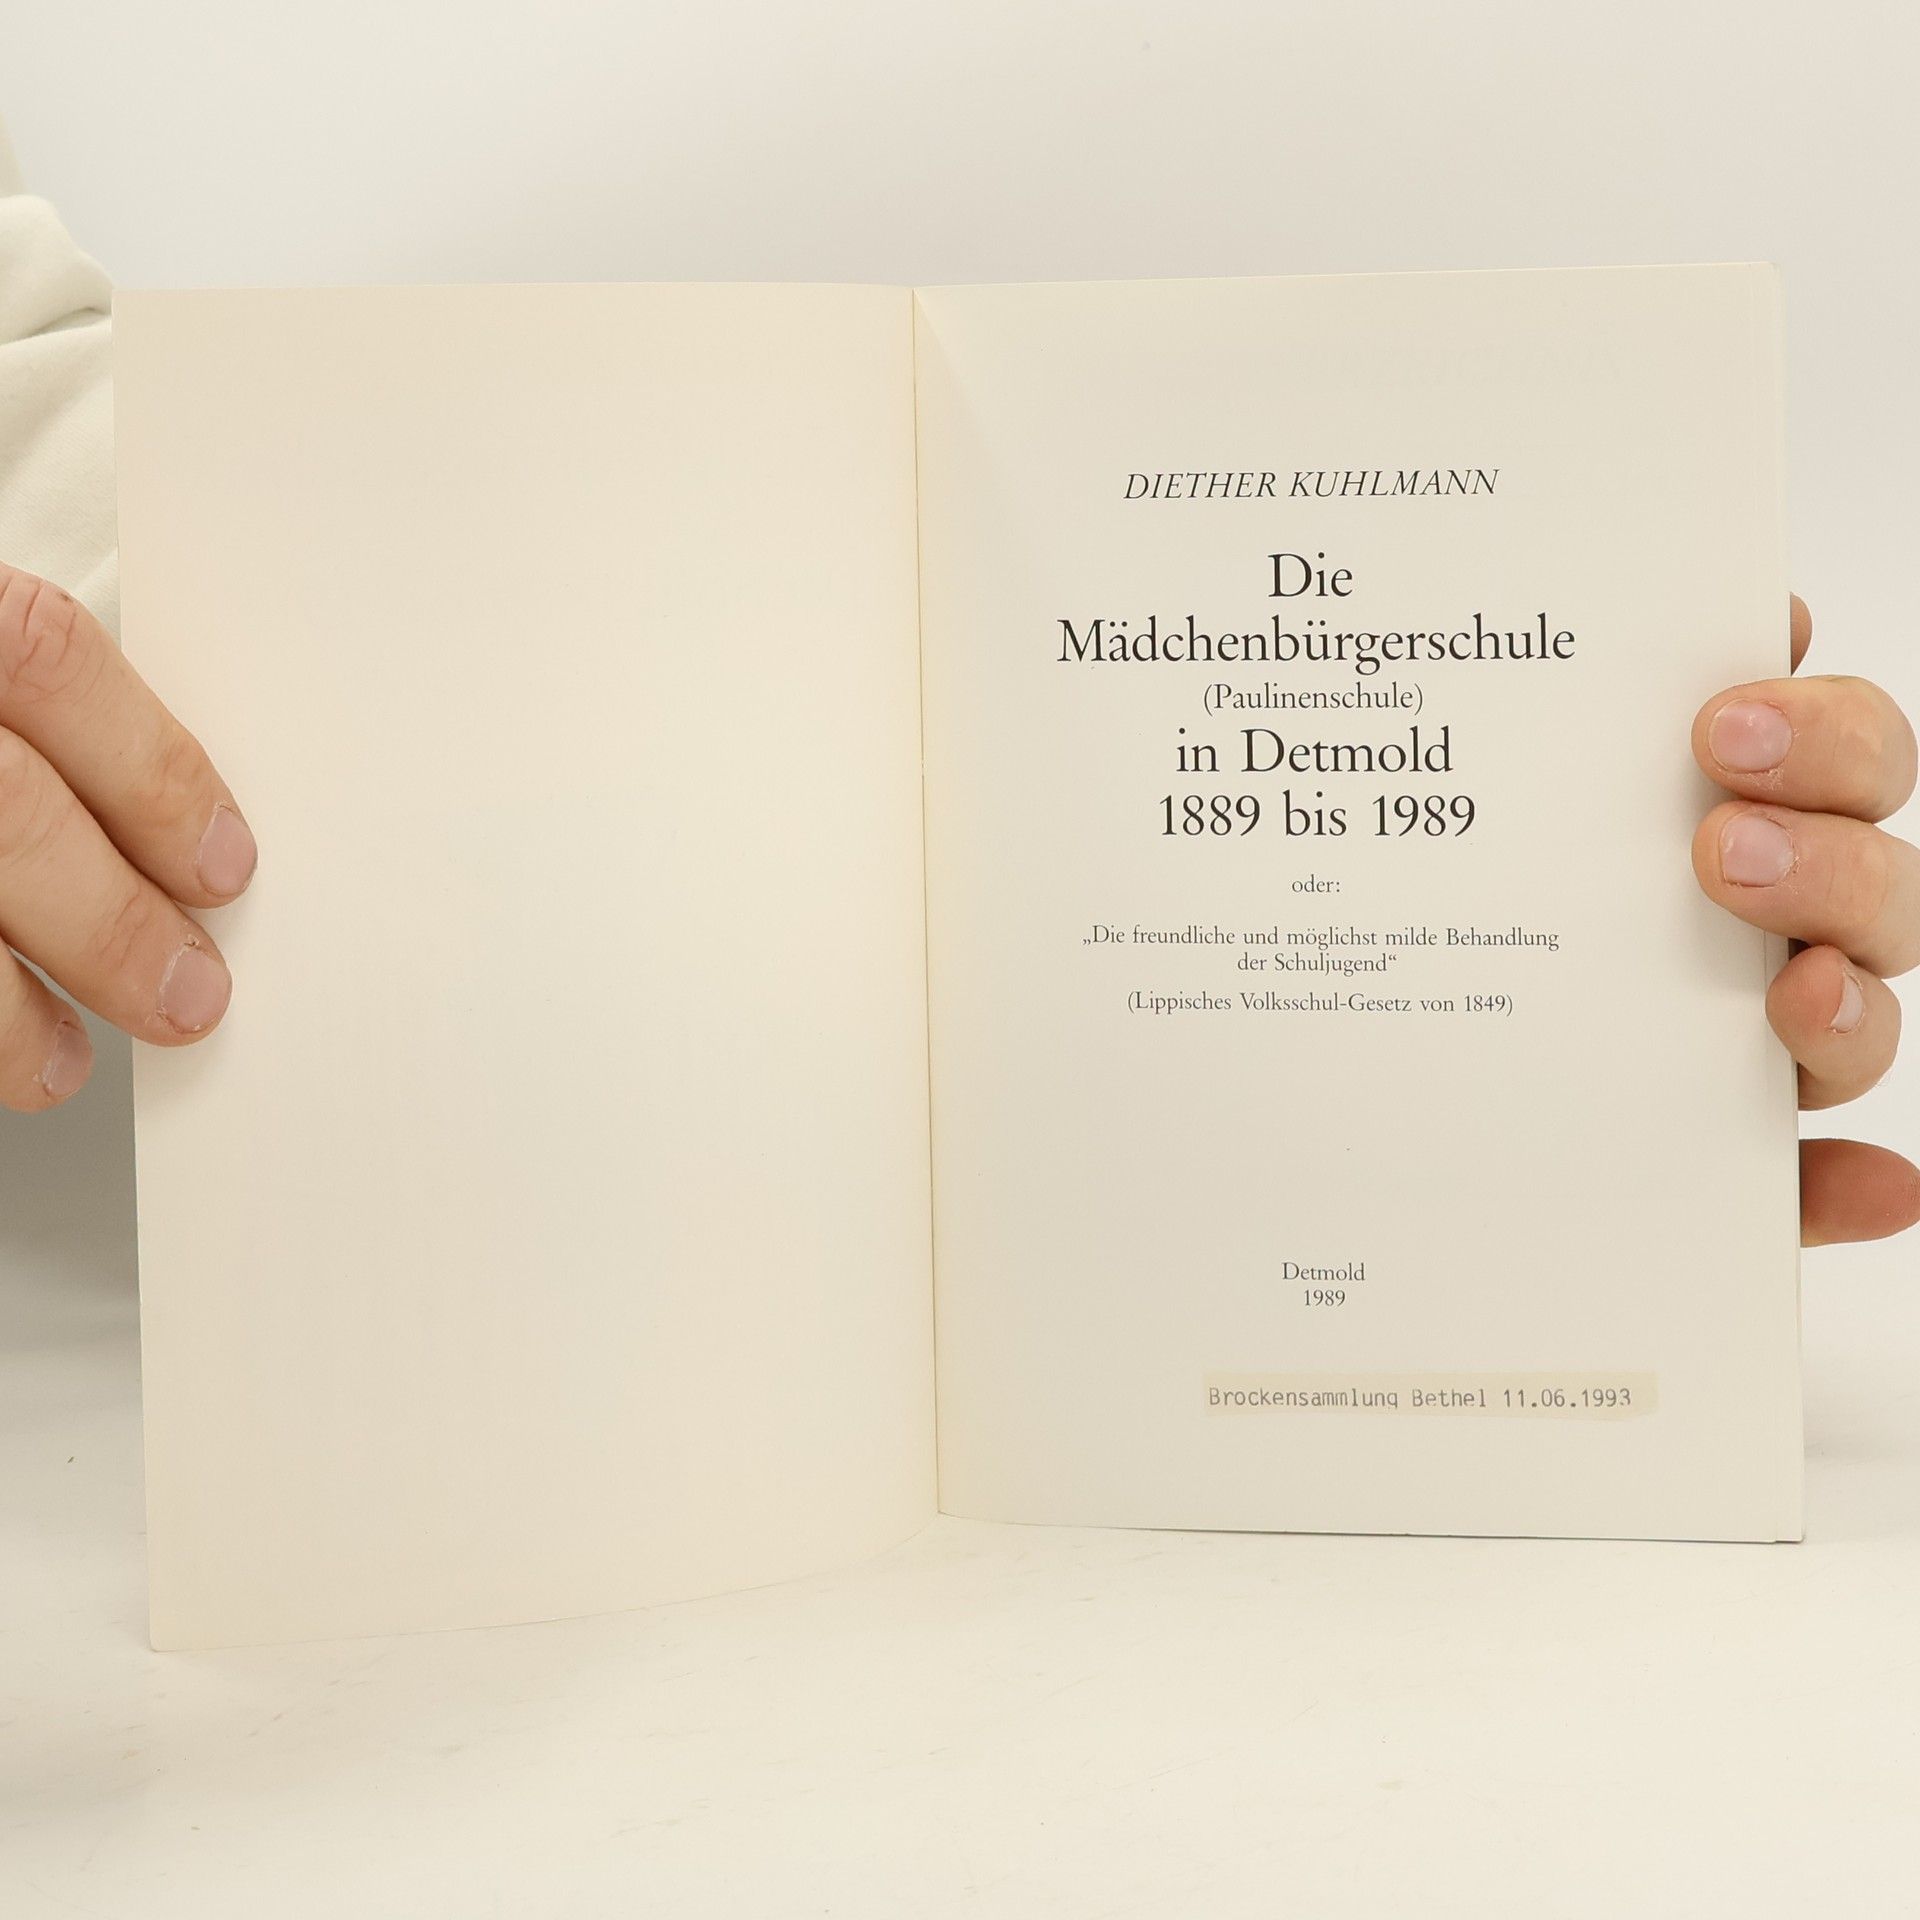 DIETHER KUHLMANN
Die
Mädchenbürgerschule
(Paulinenschule)
in Detmold
1889 bis 1989
oder:
„Die freundliche und möglichst milde Behandlung
der Schuljugend“
(Lippisches Volksschul-Gesetz von 1849)
Detmold
1989
Brockensammlung Bethel 11.06.1993